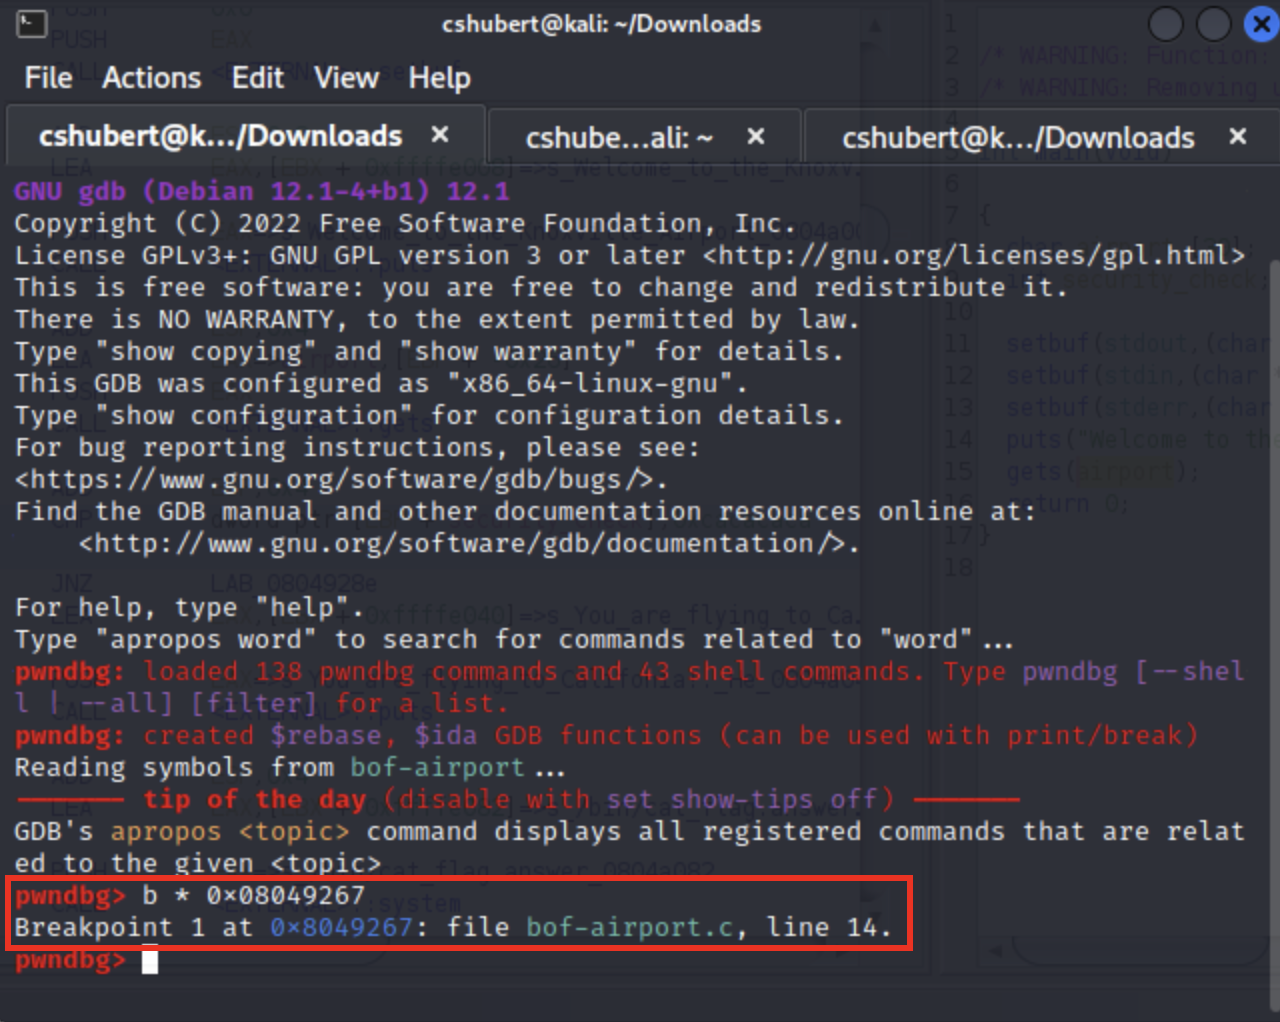 cshubert@kali: ~/Downloads
File Actions Edit View Help
cshubert@k.../Downloads × cshube...ali: ~ × cshubert@k.../Downloads ×
GNU gdb (Debian 12.1-4+b1) 12.1
Copyright (C) 2022 Free Software Foundation, Inc.
License GPLv3+: GNU GPL version 3 or later <http://gnu.org/licenses/gpl.html>
This is free software: you are free to change and redistribute it.
There is NO WARRANTY, to the extent permitted by law.
Type "show copying" and "show warranty" for details.
This GDB was configured as "x86_64-linux-gnu".
Type "show configuration" for configuration details.
For bug reporting instructions, please see:
<https://www.gnu.org/software/gdb/bugs/>.
Find the GDB manual and other documentation resources online at:
<http://www.gnu.org/software/gdb/documentation/>.
For help, type "help".
Type "apropos word" to search for commands related to "word"...
pwndbg: loaded 138 pwndbg commands and 43 shell commands. Type pwndbg [--shel
l | --all] [filter] for a list.
pwndbg: created $rebase, $ida GDB functions (can be used with print/break)
Reading symbols from bof-airport...
tip of the day (disable with set show-tips off)
GDB's apropos <topic> command displays all registered commands that are relat
ed to the given <topic>
pwndbg> b * 0x08049267
Breakpoint 1 at 0x8049267: file bof-airport.c, line 14.
pwndbg>